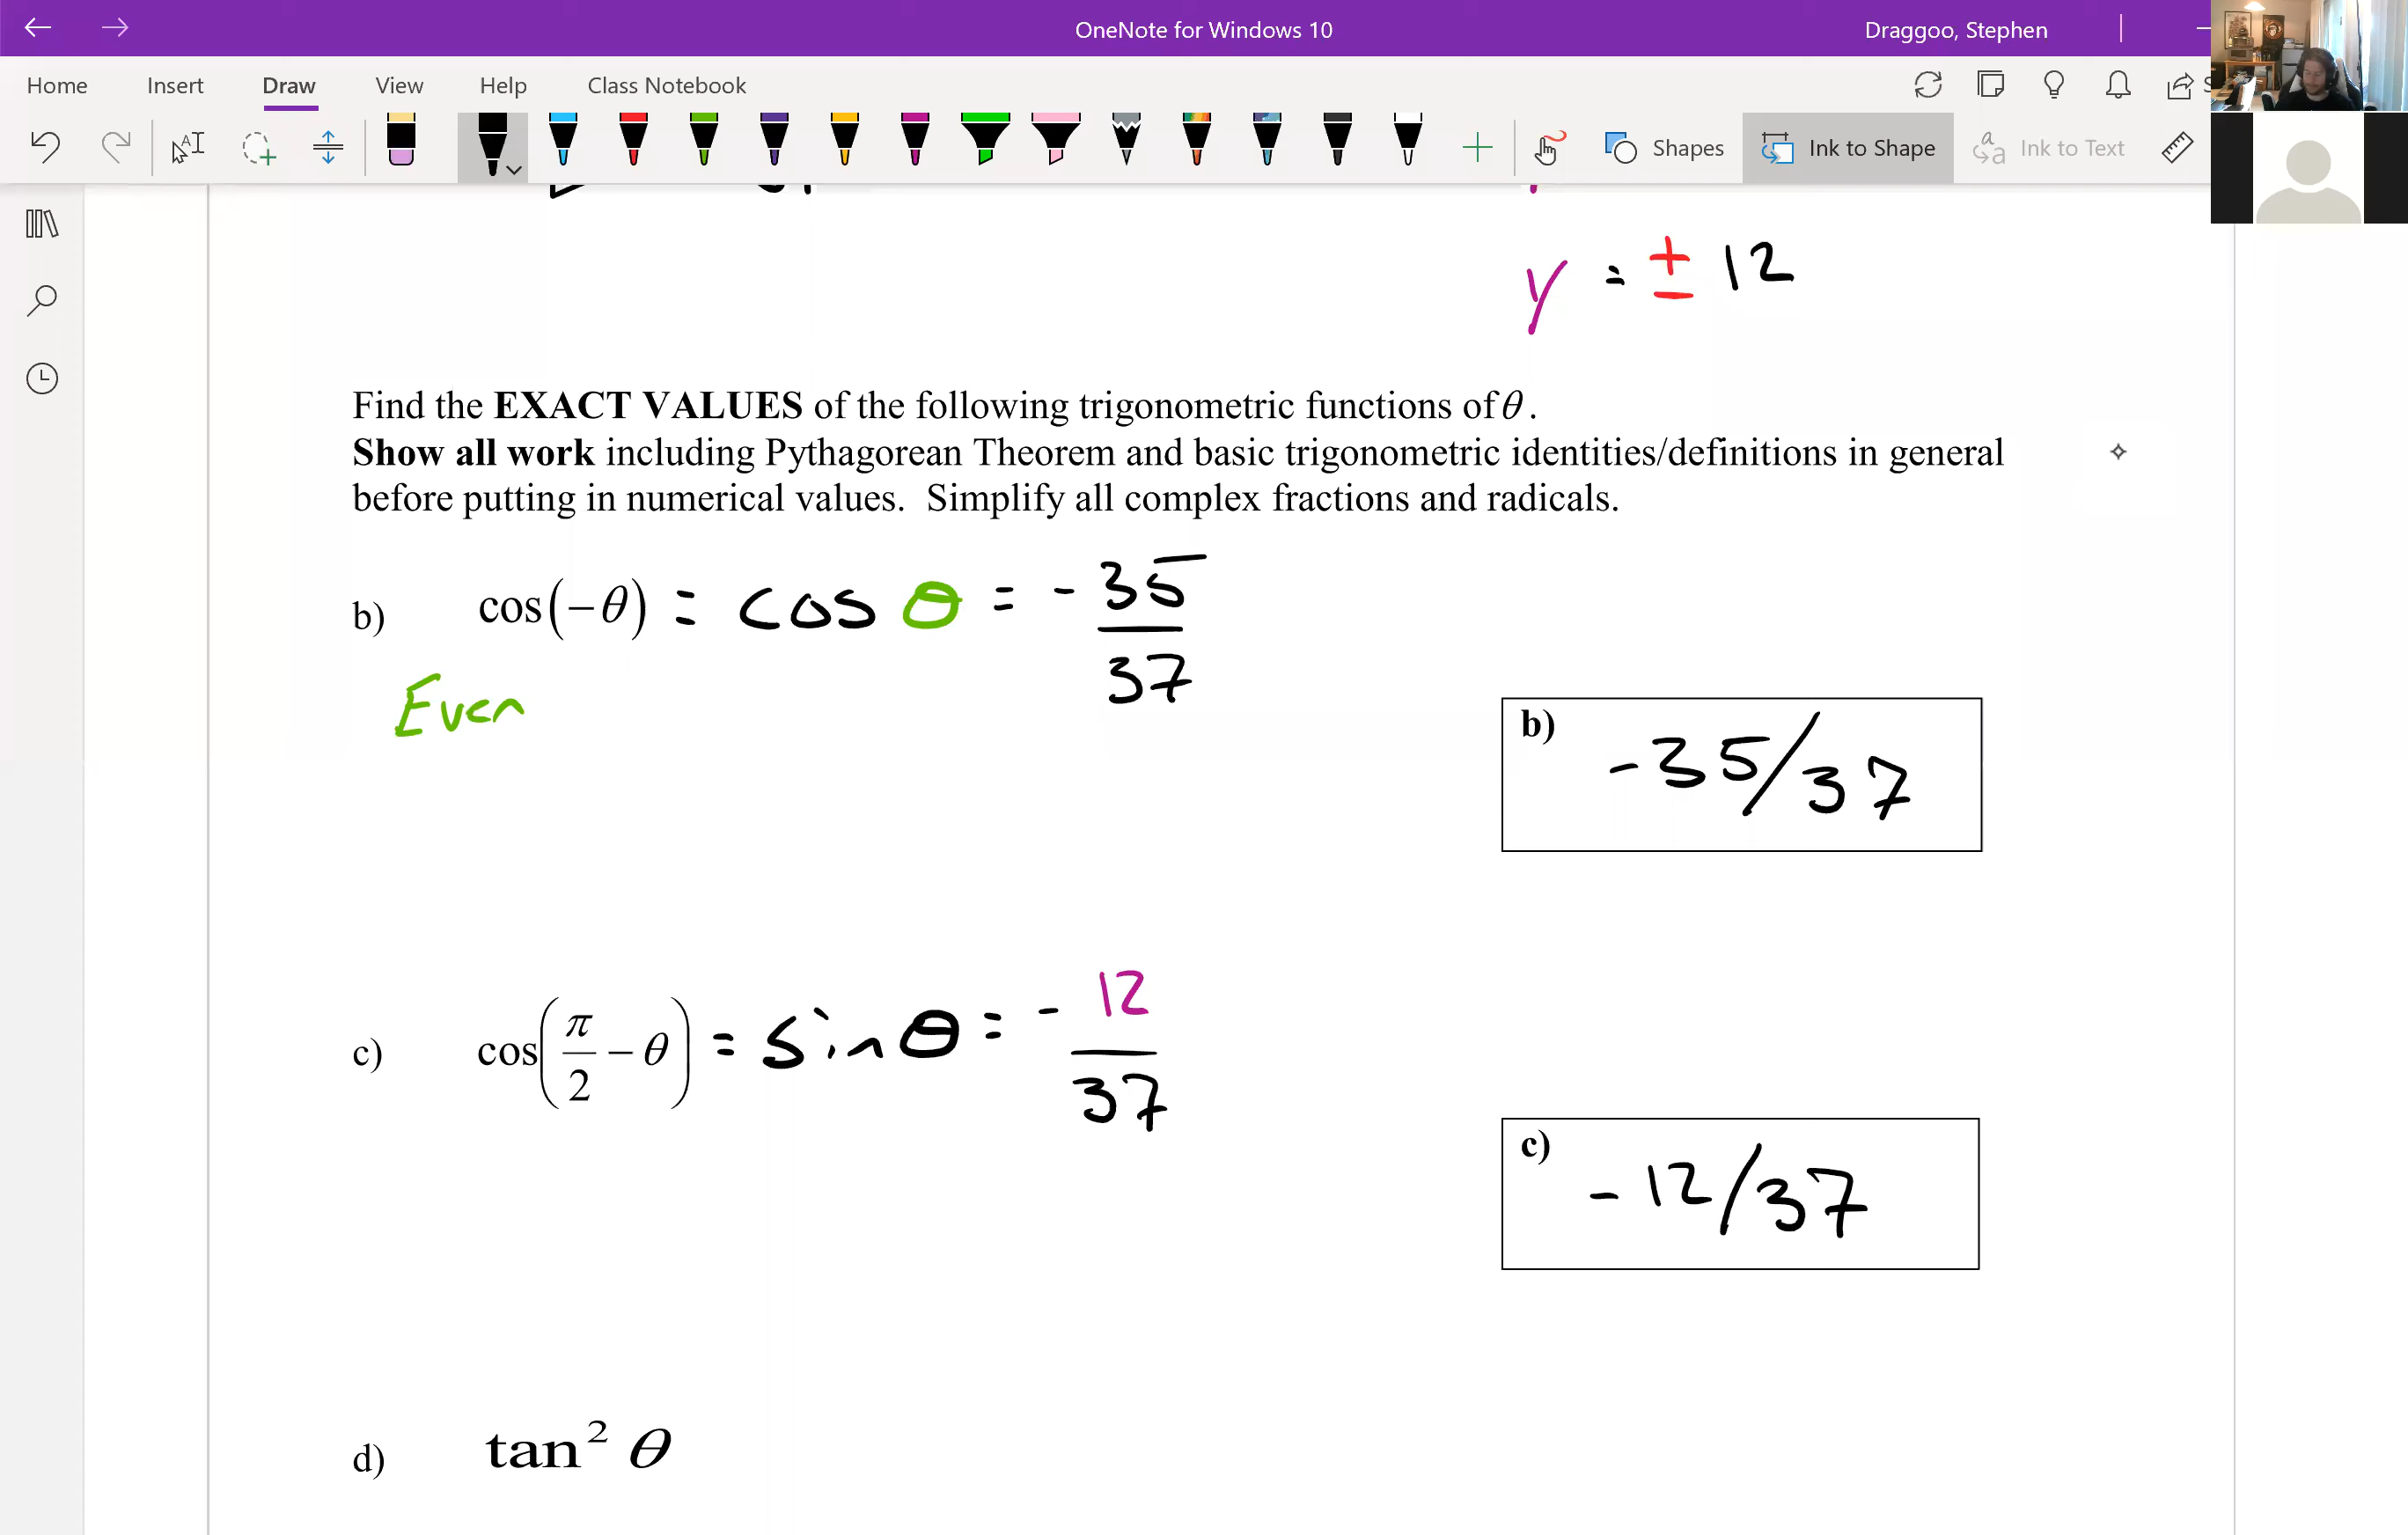 OneNote for Windows 10
Draggoo, Stephen
Home Insert Draw View Help Class Notebook
Shapes Ink to Shape Ink to Text
y = ± 12
Find the EXACT VALUES of the following trigonometric functions of θ.
Show all work including Pythagorean Theorem and basic trigonometric identities/definitions in general
before putting in numerical values. Simplify all complex fractions and radicals.
b) cos(−θ) = cos θ = - 35/37
Even
b) -35/37
c) cos(π/2 − θ) = sin θ = - 12/37
c) -12/37
d) tan² θ